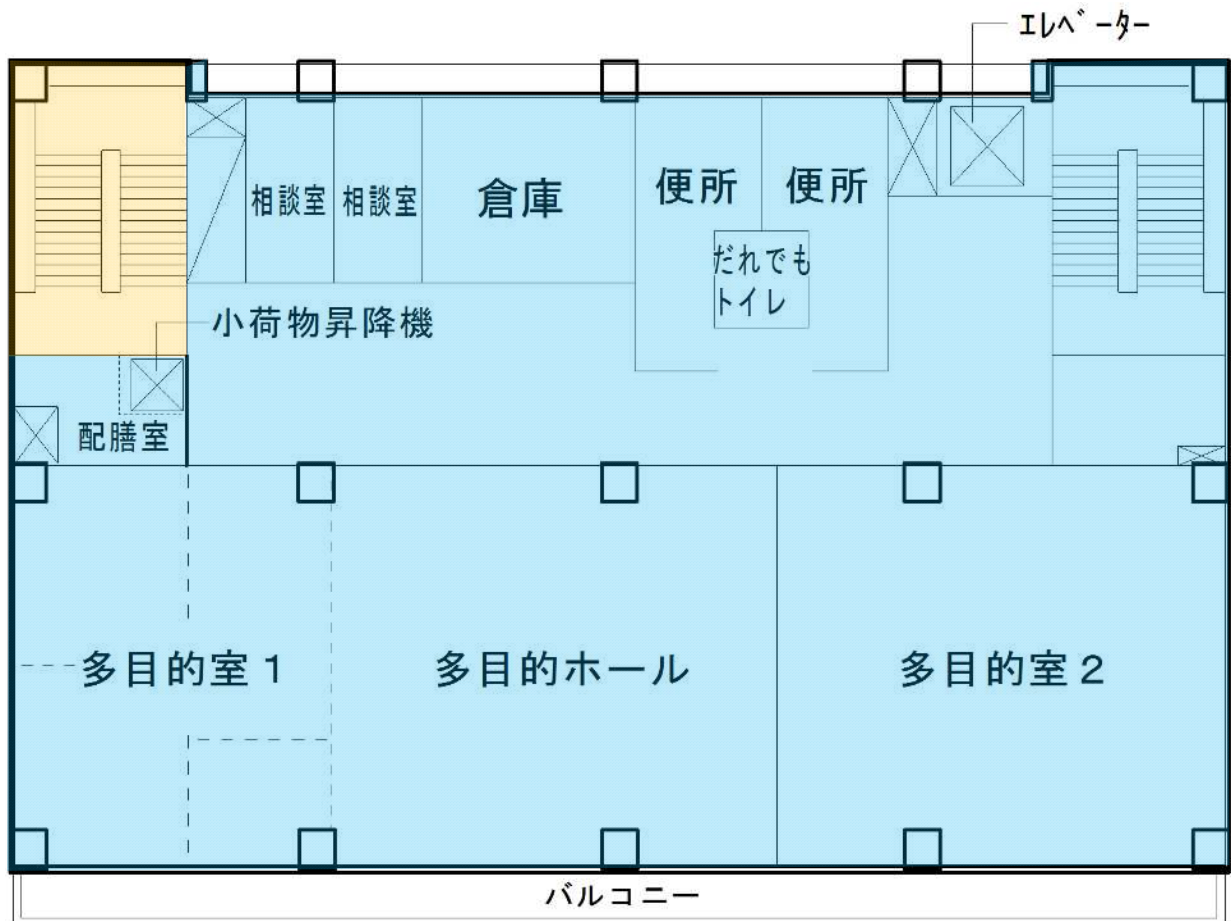 エレベーター
相談室
相談室
倉庫
便所
便所
だれでも
トイレ
小荷物昇降機
配膳室
多目的室１
多目的ホール
多目的室２
バルコニー